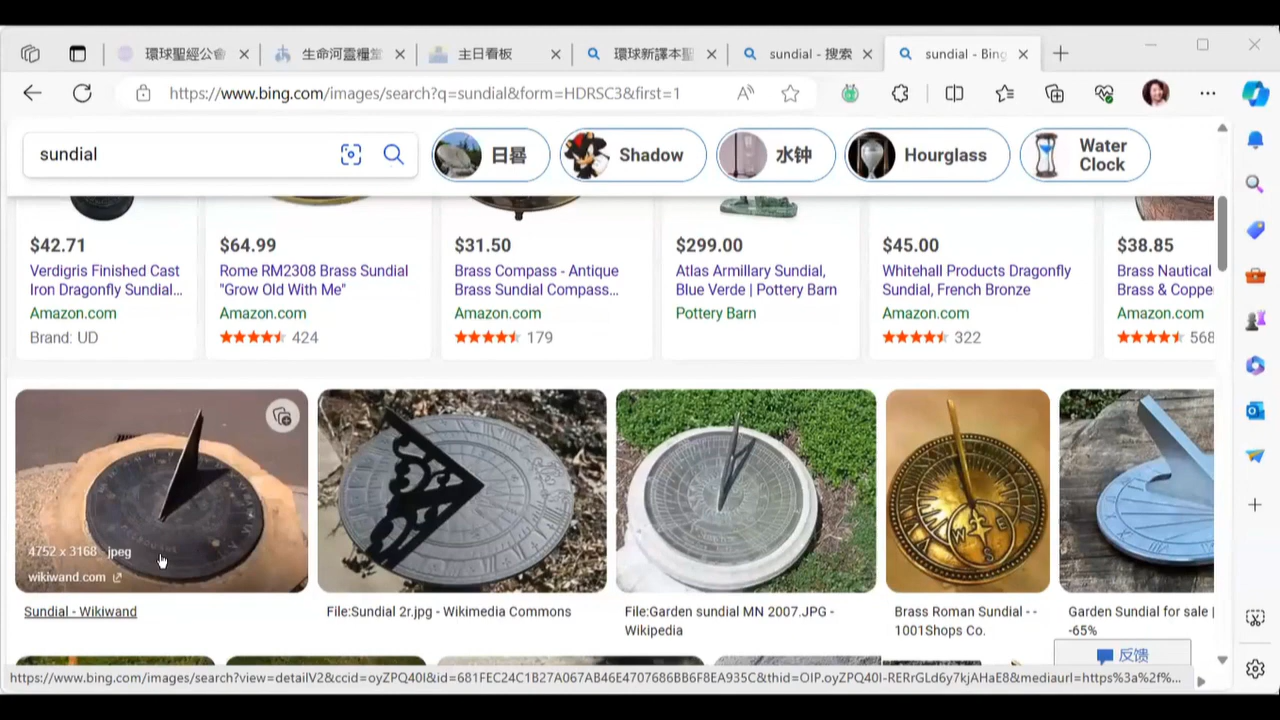 環球聖經公會
生命河靈糧堂
主日看板
環球新譯本聖
sundial - 搜索
sundial - Bing
https://www.bing.com/images/search?q=sundial&form=HDRSC3&first=1
sundial
日晷
Shadow
水钟
Hourglass
Water
Clock
$42.71
Verdigris Finished Cast
Iron Dragonfly Sundial...
Amazon.com
Brand: UD
$64.99
Rome RM2308 Brass Sundial
"Grow Old With Me"
Amazon.com
424
$31.50
Brass Compass - Antique
Brass Sundial Compass...
Amazon.com
179
$299.00
Atlas Armillary Sundial,
Blue Verde | Pottery Barn
Pottery Barn
$45.00
Whitehall Products Dragonfly
Sundial, French Bronze
Amazon.com
322
$38.85
Brass Nautical
Brass & Copper
Amazon.com
568
4752 x 3168 jpeg
wikiwand.com
Sundial - Wikiwand
File:Sundial 2r.jpg - Wikimedia Commons
File:Garden sundial MN 2007.JPG -
Wikipedia
W
E
S
Brass Roman Sundial - -
1001Shops Co.
Garden Sundial for sale |
-65%
反馈
https://www.bing.com/images/search?view=detailV2&ccid=oyZPQ40I&id=681FEC24C1B27A067AB46E4707686BB6F8EA935C&thid=OIP.oyZPQ40I-RERrGLd6y7kjAHaE8&mediaurl=https%3a%2f%...